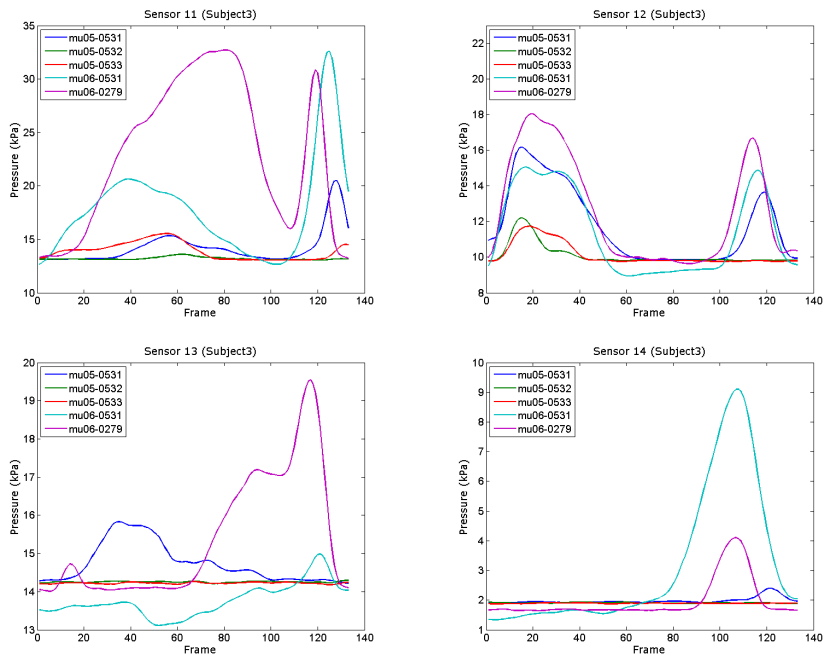 Sensor 11 (Subject3)
35
30
25
20
15
10
Pressure (kPa)
mu05-0531
mu05-0532
mu05-0533
mu06-0531
mu06-0279
0 20 40 60 80 100 120 140
Frame
Sensor 12 (Subject3)
22
20
18
16
14
12
10
8
Pressure (kPa)
mu05-0531
mu05-0532
mu05-0533
mu06-0531
mu06-0279
0 20 40 60 80 100 120 140
Frame
Sensor 13 (Subject3)
20
19
18
17
16
15
14
13
Pressure (kPa)
mu05-0531
mu05-0532
mu05-0533
mu06-0531
mu06-0279
0 20 40 60 80 100 120 140
Frame
Sensor 14 (Subject3)
10
9
8
7
6
5
4
3
2
1
Pressure (kPa)
mu05-0531
mu05-0532
mu05-0533
mu06-0531
mu06-0279
0 20 40 60 80 100 120 140
Frame